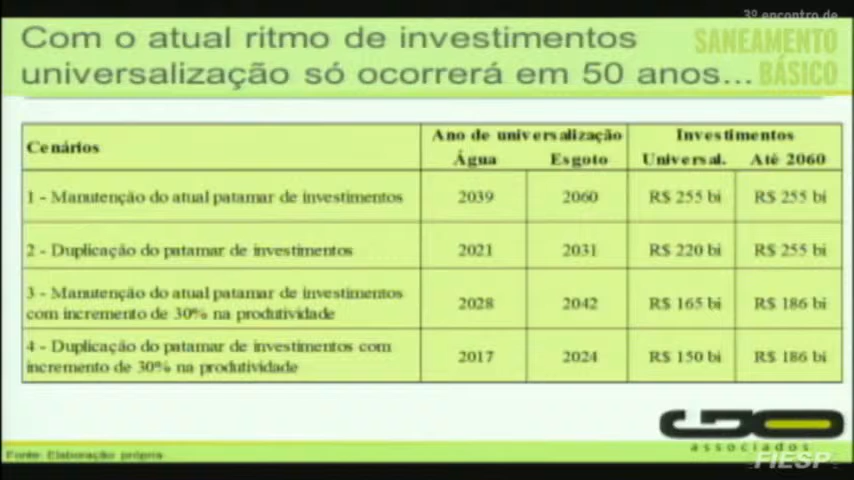 3º encontro de
SANEAMENTO
BÁSICO
Com o atual ritmo de investimentos
universalização só ocorrerá em 50 anos...
Cenários
Ano de universalização
Investimentos
Água
Esgoto
Universal.
Até 2060
1 - Manutenção do atual patamar de investimentos
2039
2060
R$ 255 bi
R$ 255 bi
2 - Duplicação do patamar de investimentos
2021
2031
R$ 220 bi
R$ 255 bi
3 - Manutenção do atual patamar de investimentos
com incremento de 30% na produtividade
2028
2042
R$ 165 bi
R$ 186 bi
4 - Duplicação do patamar de investimentos com
incremento de 30% na produtividade
2017
2024
R$ 150 bi
R$ 186 bi
GO
associados
Fonte: Elaboração própria
FIESP